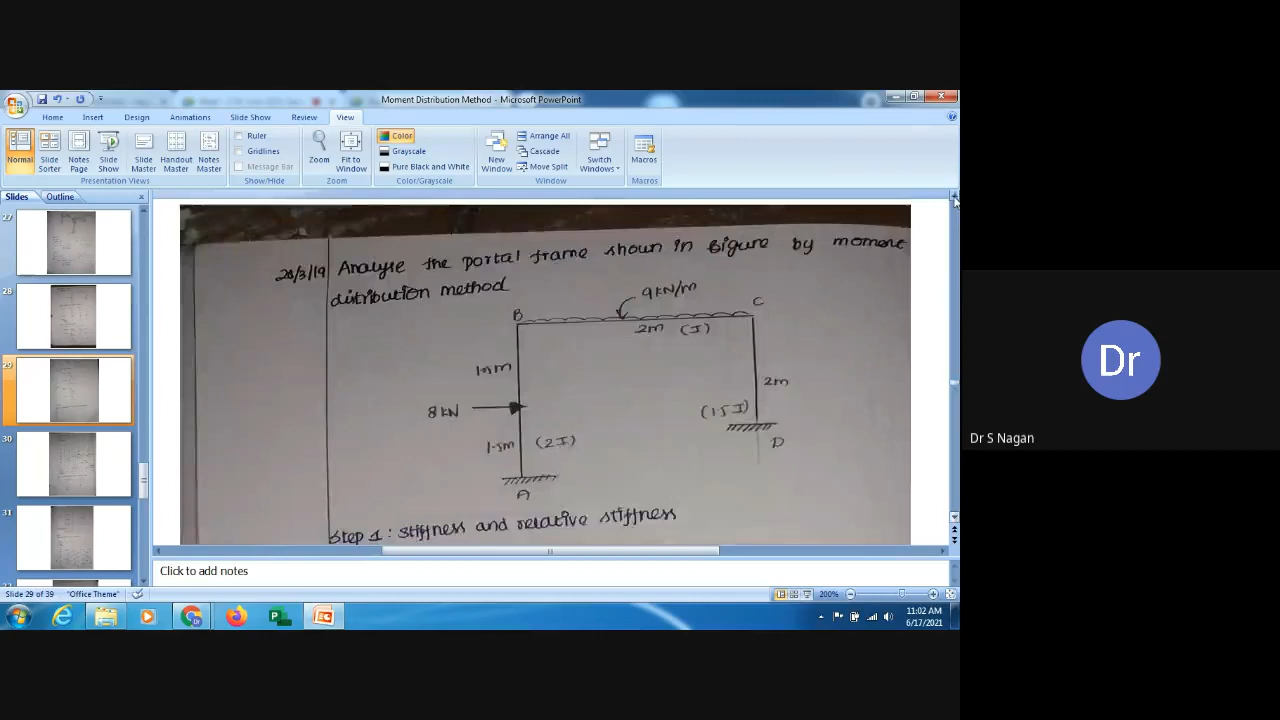 Moment Distribution Method - Microsoft PowerPoint
Home Insert Design Animations Slide Show Review View
Normal
Slide Sorter
Notes Page
Slide Show
Slide Master
Handout Master
Notes Master
Presentation Views
Ruler
Gridlines
Message Bar
Show/Hide
Zoom
Fit to Window
Zoom
Color
Grayscale
Pure Black and White
Color/Grayscale
New Window
Arrange All
Cascade
Move Split
Switch Windows
Window
Macros
Macros
Slides Outline
27
28
29
30
31
28/3/19 Analyse the portal frame shown in figure by moment
distribution method
9kN/m
B
C
2m (I)
1.5m
2m
8 kN
(1.5I)
1.5m (2I)
D
A
Step 1: stiffness and relative stiffness
Click to add notes
Slide 29 of 39 "Office Theme" 200%
11:02 AM
6/17/2021
Dr
Dr S Nagan